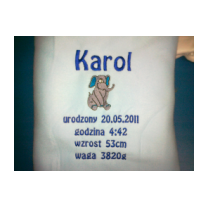 Karol
urodzony 20.05.2011
godzina 4:42
wzrost 53cm
waga 3820g